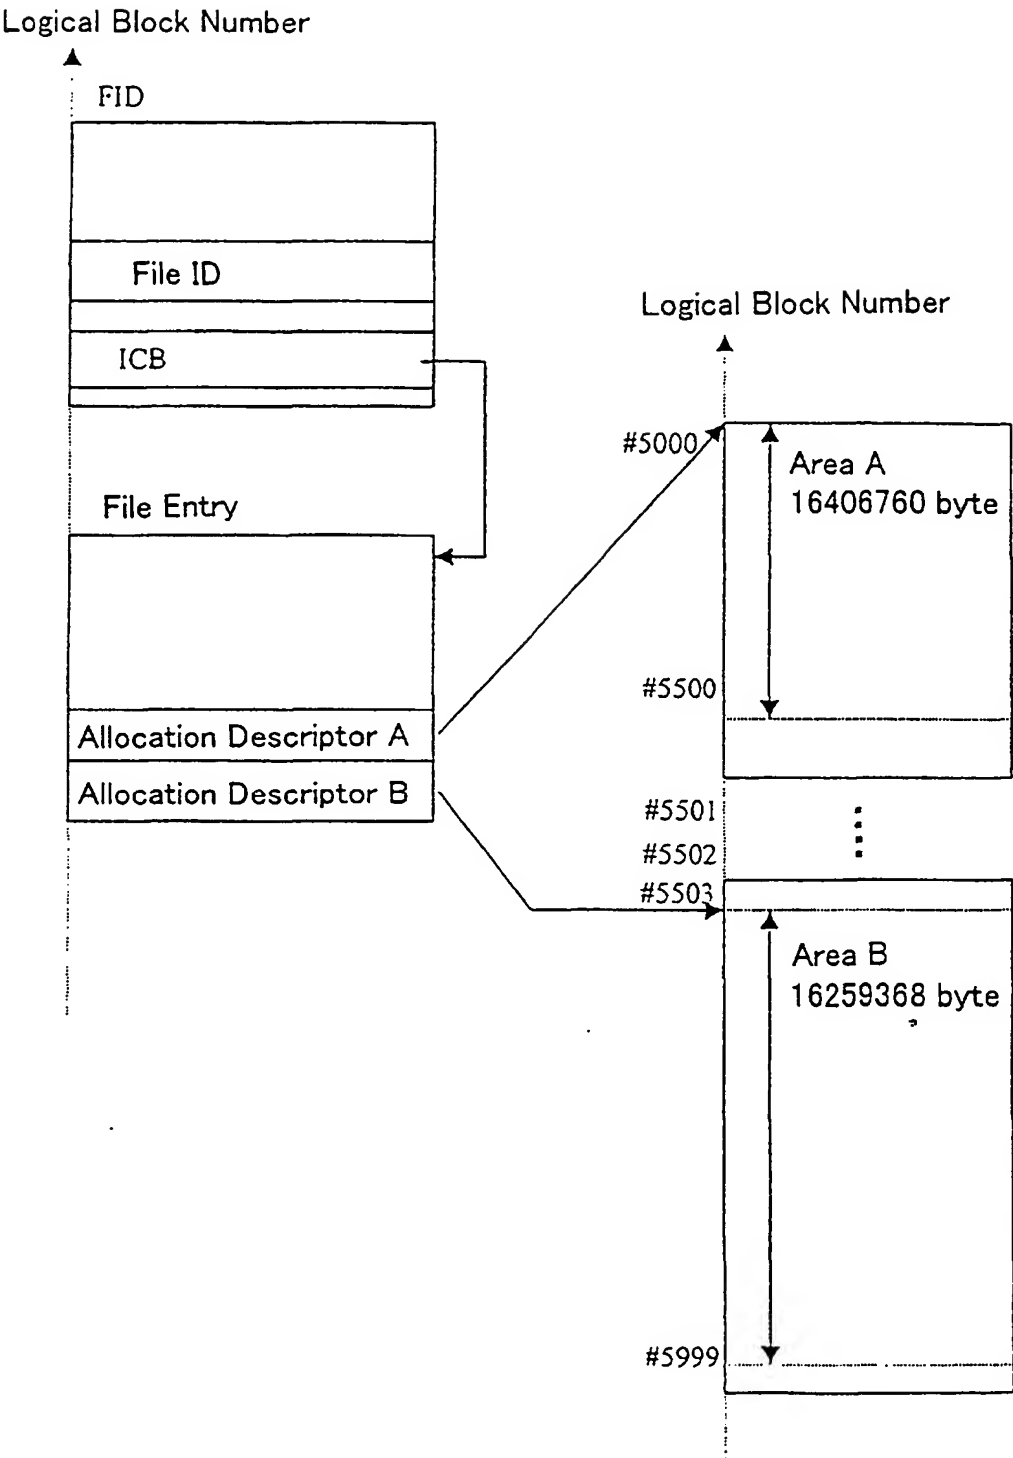 Logical Block Number
FID
File ID
ICB
File Entry
Allocation Descriptor A
Allocation Descriptor B
Logical Block Number
#5000
Area A
16406760 byte
#5500
#5501
#5502
#5503
Area B
16259368 byte
#5999